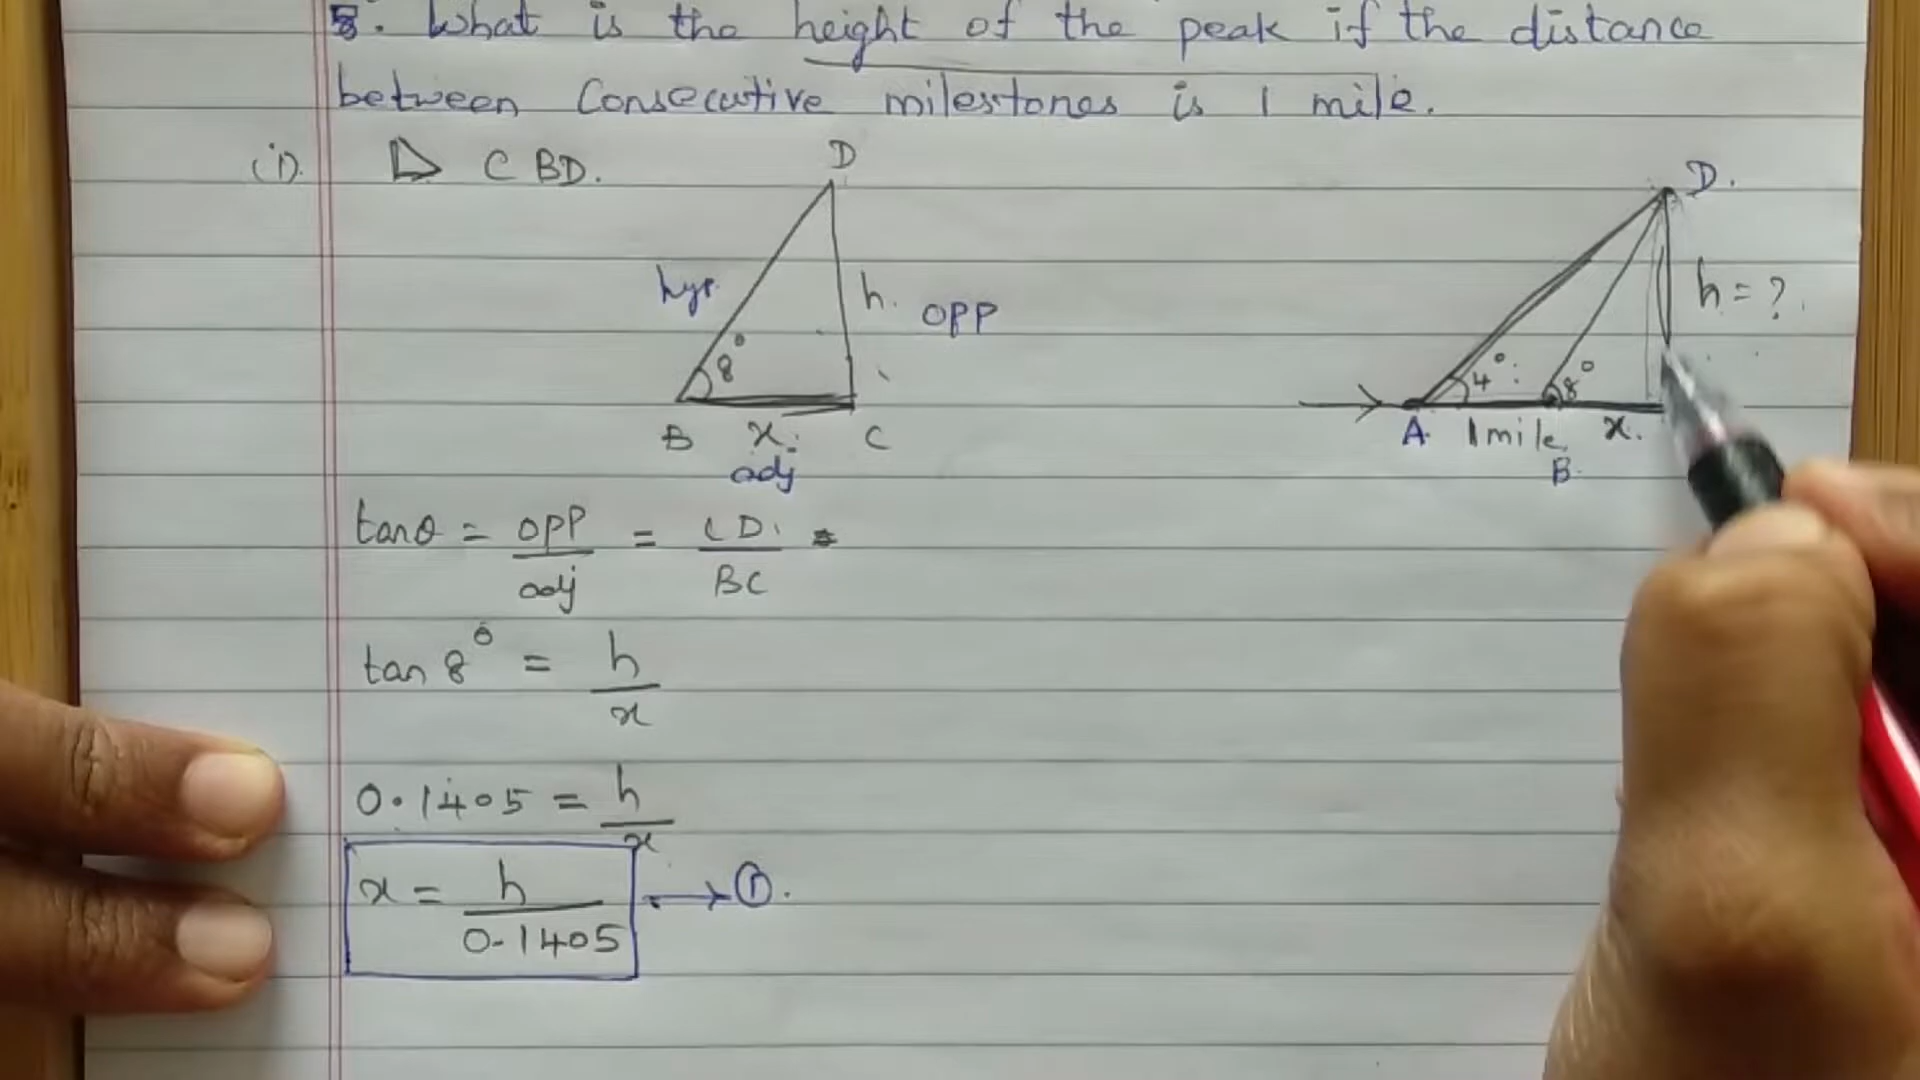 8. What is the height of the peak if the distance
between Consecutive milestones is 1 mile.
(1). ▷ CBD.
D
hyp.
h.
opp
8°
B x. C
adj
tanθ = opp/adj = CD/BC =
tan 8° = h/x
0.1405 = h/x
x = h/0.1405 → ①.
D.
h = ?
4° 8°
A. 1 mile x.
B.